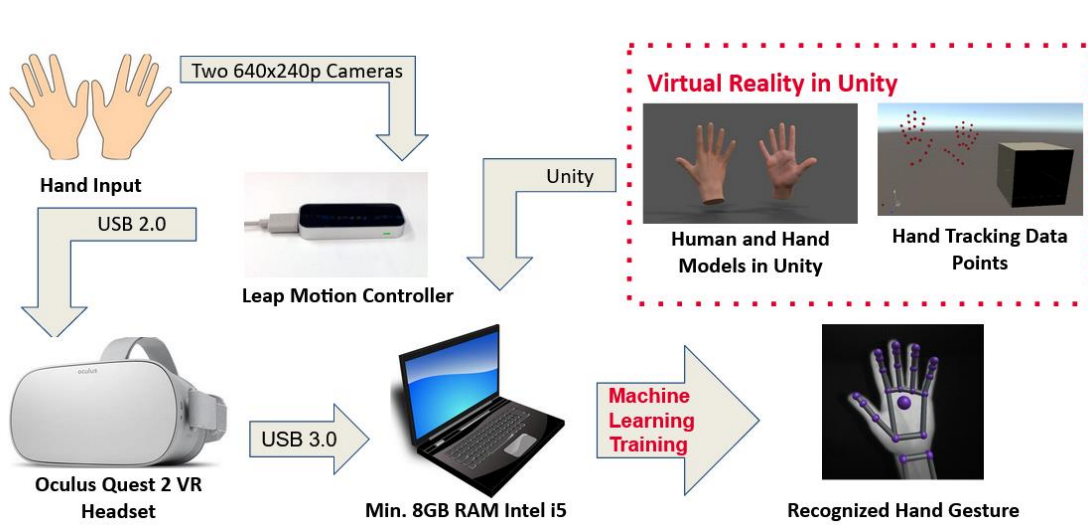 Two 640x240p Cameras
Virtual Reality in Unity
Hand Input
Unity
USB 2.0
Human and Hand
Models in Unity
Hand Tracking Data
Points
Leap Motion Controller
oculus
Machine
Learning
Training
USB 3.0
Oculus Quest 2 VR
Headset
Min. 8GB RAM Intel i5
Recognized Hand Gesture